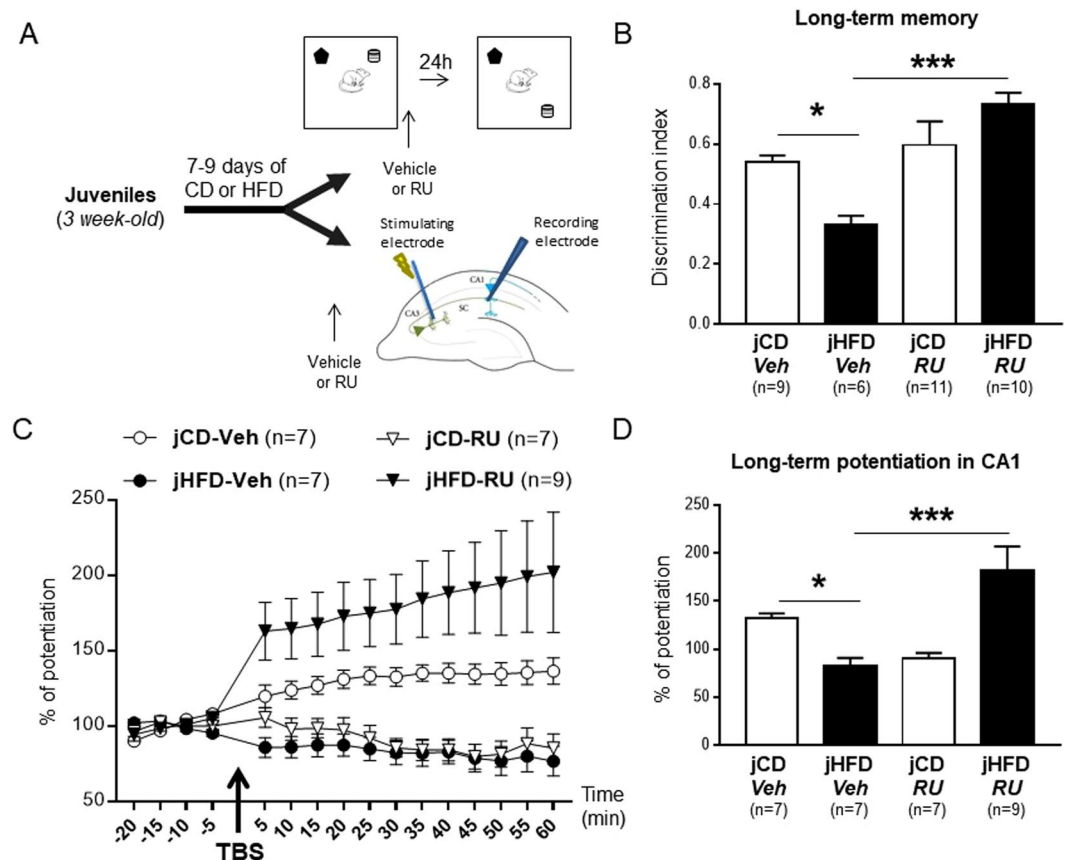 A
24h
Vehicle
or RU
7-9 days of
CD or HFD
Juveniles
(3 week-old)
Stimulating
electrode
Recording
electrode
CA1
CA3
SC
Vehicle
or RU
B
Long-term memory
Discrimination index
0.8
0.6
0.4
0.2
0.0
*
***
jCD jHFD jCD jHFD
Veh Veh RU RU
(n=9) (n=6) (n=11) (n=10)
C
jCD-Veh (n=7) jCD-RU (n=7)
jHFD-Veh (n=7) jHFD-RU (n=9)
% of potentiation
250
200
150
100
50
-20 -15 -10 -5 5 10 15 20 25 30 35 40 45 50 55 60
Time
(min)
TBS
D
Long-term potentiation in CA1
% of potentiation
250
200
150
100
50
0
*
***
jCD jHFD jCD jHFD
Veh Veh RU RU
(n=7) (n=7) (n=7) (n=9)